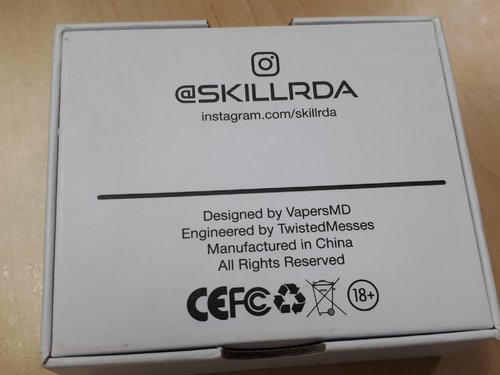 @SKILLRDA
instagram.com/skillrda
Designed by VapersMD
Engineered by TwistedMesses
Manufactured in China
All Rights Reserved
CE FC 18+